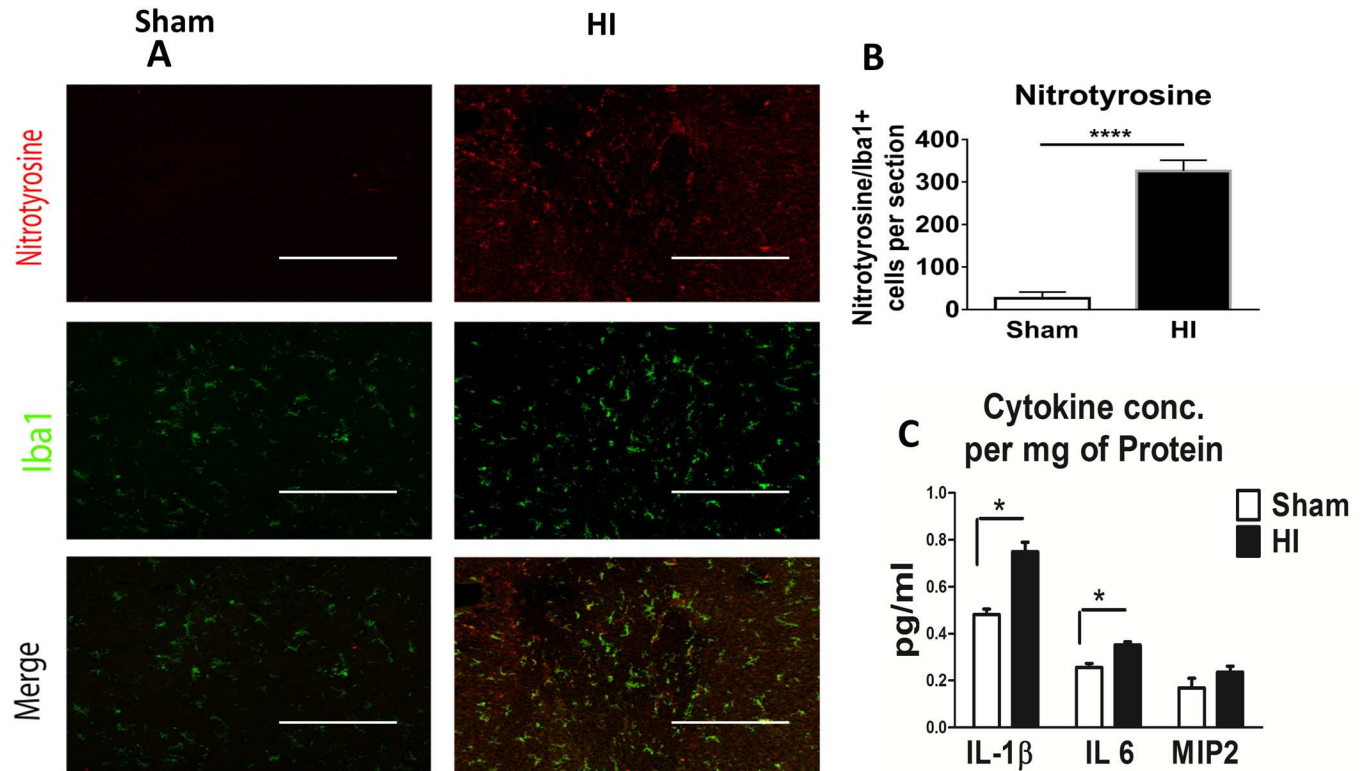 Sham
HI
A
Nitrotyrosine
Iba1
Merge
B
Nitrotyrosine
****
Nitrotyrosine/Iba1+
cells per section
400
300
200
100
0
Sham
HI
C
Cytokine conc.
per mg of Protein
Sham
HI
pg/ml
1.0
0.8
0.6
0.4
0.2
0.0
*
*
IL-1β
IL 6
MIP2